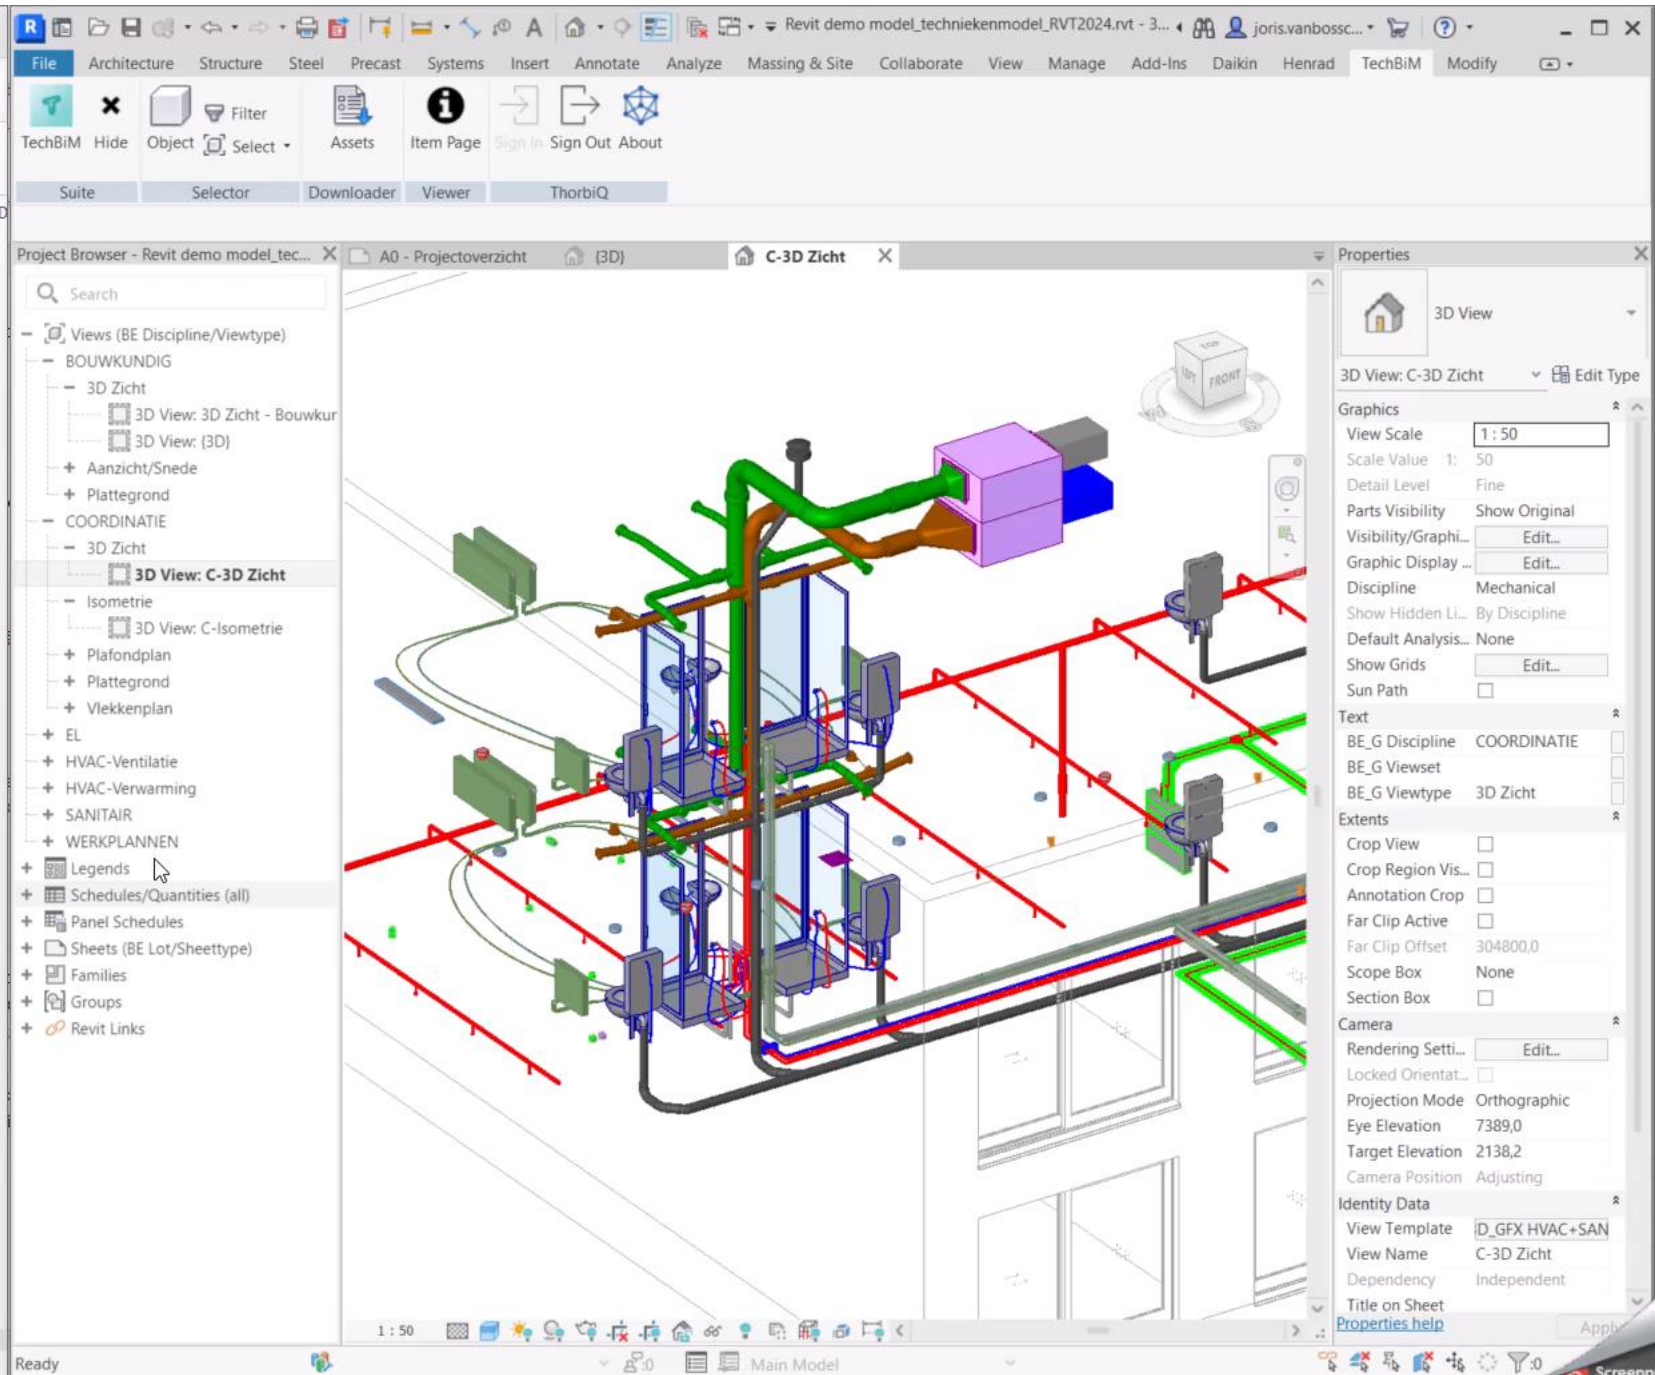 Revit demo model_techniekenmodel_RVT2024.rvt - 3...
joris.vanbossc...
File Architecture Structure Steel Precast Systems Insert Annotate Analyze Massing & Site Collaborate View Manage Add-Ins Daikin Henrad TechBiM Modify
TechBiM Hide Object Filter Select Assets Item Page Sign In Sign Out About
Suite Selector Downloader Viewer ThorbiQ
Project Browser - Revit demo model_tec...
A0 - Projectoverzicht {3D} C-3D Zicht
Search
Views (BE Discipline/Viewtype)
BOUWKUNDIG
3D Zicht
3D View: 3D Zicht - Bouwkur
3D View: {3D}
Aanzicht/Snede
Plattegrond
COORDINATIE
3D Zicht
3D View: C-3D Zicht
Isometrie
3D View: C-Isometrie
Plafondplan
Plattegrond
Vlekkenplan
EL
HVAC-Ventilatie
HVAC-Verwarming
SANITAIR
WERKPLANNEN
Legends
Schedules/Quantities (all)
Panel Schedules
Sheets (BE Lot/Sheettype)
Families
Groups
Revit Links
TOP
FRONT
Properties
3D View
3D View: C-3D Zicht Edit Type
Graphics
View Scale 1 : 50
Scale Value 1: 50
Detail Level Fine
Parts Visibility Show Original
Visibility/Graphi... Edit...
Graphic Display ... Edit...
Discipline Mechanical
Show Hidden Li... By Discipline
Default Analysis... None
Show Grids Edit...
Sun Path
Text
BE_G Discipline COORDINATIE
BE_G Viewset
BE_G Viewtype 3D Zicht
Extents
Crop View
Crop Region Vis...
Annotation Crop
Far Clip Active
Far Clip Offset 304800,0
Scope Box None
Section Box
Camera
Rendering Setti... Edit...
Locked Orientat...
Projection Mode Orthographic
Eye Elevation 7389,0
Target Elevation 2138,2
Camera Position Adjusting
Identity Data
View Template D_GFX HVAC+SAN
View Name C-3D Zicht
Dependency Independent
Title on Sheet
Properties help
1 : 50
Ready
:0
Main Model
:0